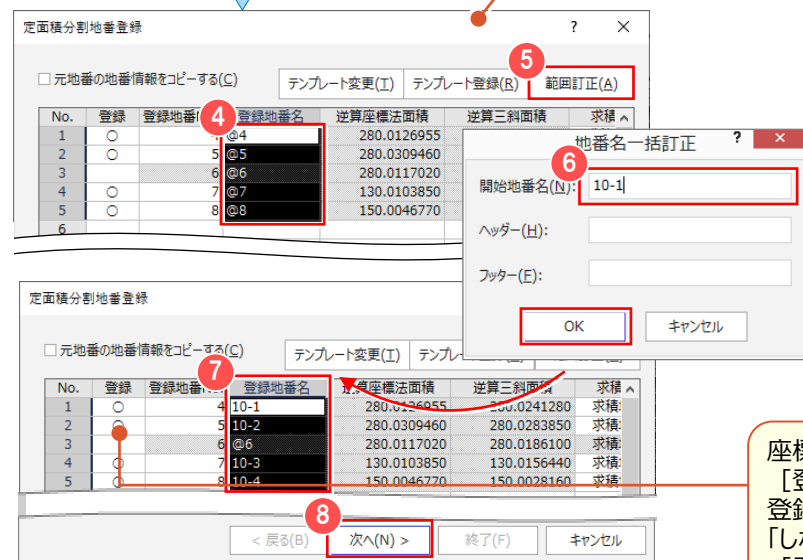 定面積分割地番登録 ? ×
元地番の地番情報をコピーする(C) テンプレート変更(T) テンプレート登録(R) 5 範囲訂正(A)
No. 登録 登録地番 4 登録地番名 逆算座標法面積 逆算三斜面積 求積
1 ○ @4 280.0126955
2 ○ 5 @5 280.0309460
3 6 @6 280.0117020
4 ○ 7 @7 130.0103850
5 ○ 8 @8 150.0046770
6
地番名一括訂正 ? ×
6
開始地番名(N): 10-1
ヘッダー(H):
フッター(F):
OK キャンセル
定面積分割地番登録
元地番の地番情報をコピーする(C) テンプレート変更(T) テンプレ
7
No. 登録 登録地番 登録地番名 逆算座標法面積 逆算三斜面積 求積
1 ○ 4 10-1 280.0126955 280.0241280 求積
2 ○ 5 10-2 280.0309460 280.0283850 求積
3 6 @6 280.0117020 280.0186100 求積
4 ○ 7 10-3 130.0103850 130.0156440 求積
5 ○ 8 10-4 150.0046770 150.0028160 求積
8
< 戻る(B) 次へ(N) > 終了(F) キャンセル
座標
［登
登録
「しな